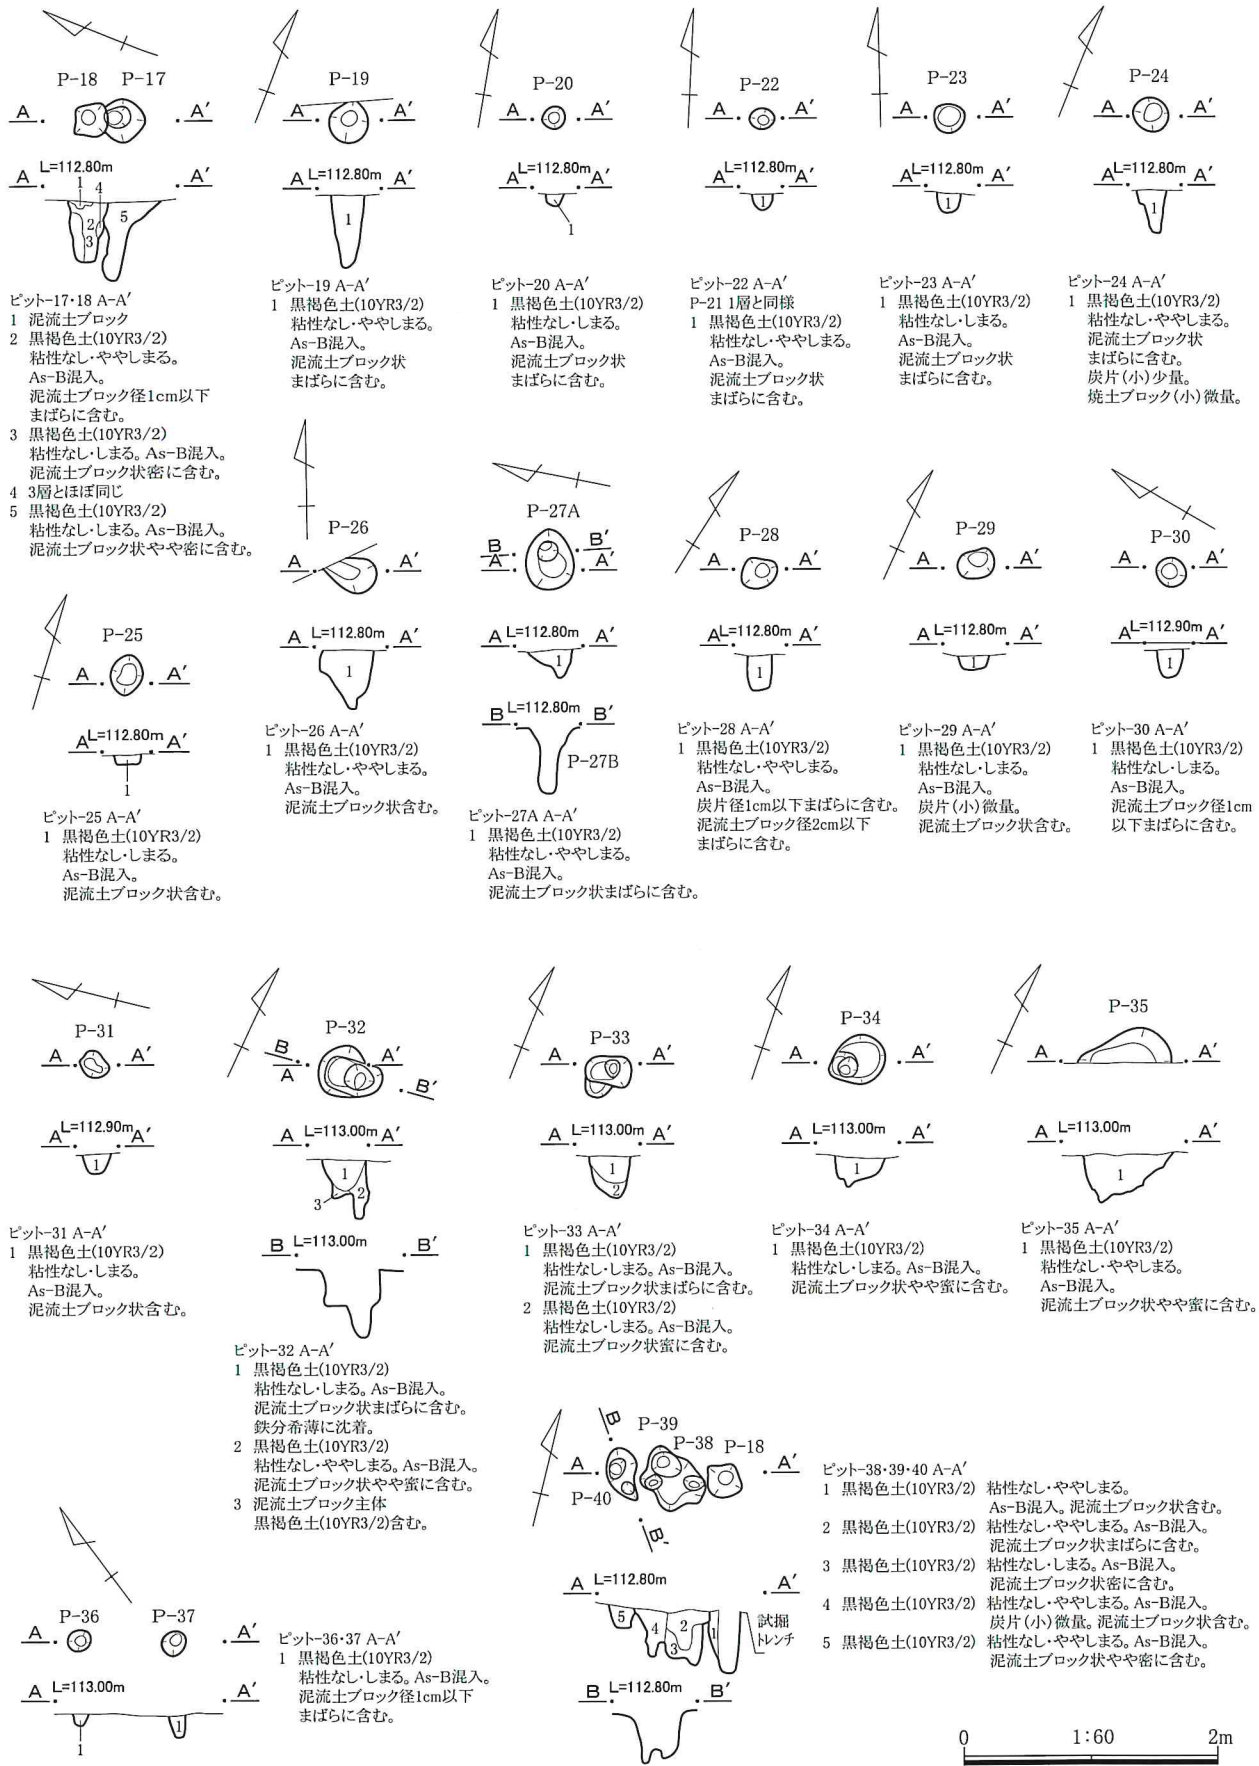 P-18 P-17
A A'
L=112.80m
A A'
1 4
2 5
3
ピット-17・18 A-A'
1 泥流土ブロック
2 黒褐色土(10YR3/2)
粘性なし・ややしまる。
As-B混入。
泥流土ブロック径1cm以下
まばらに含む。
3 黒褐色土(10YR3/2)
粘性なし・しまる。As-B混入。
泥流土ブロック状密に含む。
4 3層とほぼ同じ
5 黒褐色土(10YR3/2)
粘性なし・しまる。As-B混入。
泥流土ブロック状やや密に含む。
P-19
A A'
A L=112.80m A'
1
ピット-19 A-A'
1 黒褐色土(10YR3/2)
粘性なし・ややしまる。
As-B混入。
泥流土ブロック状
まばらに含む。
P-20
A A'
A L=112.80m A'
1
ピット-20 A-A'
1 黒褐色土(10YR3/2)
粘性なし・しまる。
As-B混入。
泥流土ブロック状
まばらに含む。
P-22
A A'
A L=112.80m A'
1
ピット-22 A-A'
P-21 1層と同様
1 黒褐色土(10YR3/2)
粘性なし・ややしまる。
As-B混入。
泥流土ブロック状
まばらに含む。
P-23
A A'
A L=112.80m A'
1
ピット-23 A-A'
1 黒褐色土(10YR3/2)
粘性なし・しまる。
As-B混入。
泥流土ブロック状
まばらに含む。
P-24
A A'
L=112.80m
A A'
1
ピット-24 A-A'
1 黒褐色土(10YR3/2)
粘性なし・ややしまる。
泥流土ブロック状
まばらに含む。
炭片(小)少量。
焼土ブロック(小)微量。
P-25
A A'
A L=112.80m A'
1
ピット-25 A-A'
1 黒褐色土(10YR3/2)
粘性なし・しまる。
As-B混入。
泥流土ブロック状含む。
P-26
A A'
A L=112.80m A'
1
ピット-26 A-A'
1 黒褐色土(10YR3/2)
粘性なし・ややしまる。
As-B混入。
泥流土ブロック状含む。
P-27A
B B'
A A'
A L=112.80m A'
1
B L=112.80m B'
P-27B
ピット-27A A-A'
1 黒褐色土(10YR3/2)
粘性なし・ややしまる。
As-B混入。
泥流土ブロック状まばらに含む。
P-28
A A'
A L=112.80m A'
1
ピット-28 A-A'
1 黒褐色土(10YR3/2)
粘性なし・ややしまる。
As-B混入。
炭片径1cm以下まばらに含む。
泥流土ブロック径2cm以下
まばらに含む。
P-29
A A'
A L=112.80m A'
1
ピット-29 A-A'
1 黒褐色土(10YR3/2)
粘性なし・しまる。
As-B混入。
炭片(小)微量。
泥流土ブロック状含む。
P-30
A A'
A L=112.90m A'
1
ピット-30 A-A'
1 黒褐色土(10YR3/2)
粘性なし・しまる。
As-B混入。
泥流土ブロック径1cm
以下まばらに含む。
P-31
A A'
A L=112.90m A'
1
ピット-31 A-A'
1 黒褐色土(10YR3/2)
粘性なし・しまる。
As-B混入。
泥流土ブロック状含む。
P-32
B A'
A B'
A L=113.00m A'
1
3 2
B L=113.00m B'
ピット-32 A-A'
1 黒褐色土(10YR3/2)
粘性なし・しまる。As-B混入。
泥流土ブロック状まばらに含む。
鉄分希薄に沈着。
2 黒褐色土(10YR3/2)
粘性なし・ややしまる。As-B混入。
泥流土ブロック状やや蜜に含む。
3 泥流土ブロック主体
黒褐色土(10YR3/2)含む。
P-33
A A'
A L=113.00m A'
1
2
ピット-33 A-A'
1 黒褐色土(10YR3/2)
粘性なし・しまる。As-B混入。
泥流土ブロック状まばらに含む。
2 黒褐色土(10YR3/2)
粘性なし・しまる。As-B混入。
泥流土ブロック状蜜に含む。
P-34
A A'
A L=113.00m A'
1
ピット-34 A-A'
1 黒褐色土(10YR3/2)
粘性なし・しまる。As-B混入。
泥流土ブロック状やや蜜に含む。
P-35
A A'
A L=113.00m A'
1
ピット-35 A-A'
1 黒褐色土(10YR3/2)
粘性なし・ややしまる。
As-B混入。
泥流土ブロック状やや蜜に含む。
P-36 P-37
A A'
A L=113.00m A'
1 1
ピット-36・37 A-A'
1 黒褐色土(10YR3/2)
粘性なし・しまる。As-B混入。
泥流土ブロック径1cm以下
まばらに含む。
B P-39
P-38 P-18
A A'
P-40
B'
A L=112.80m A'
5 4 3 2 1
試掘
トレンチ
B L=112.80m B'
ピット-38・39・40 A-A'
1 黒褐色土(10YR3/2) 粘性なし・ややしまる。
As-B混入。泥流土ブロック状含む。
2 黒褐色土(10YR3/2) 粘性なし・ややしまる。As-B混入。
泥流土ブロック状まばらに含む。
3 黒褐色土(10YR3/2) 粘性なし・しまる。As-B混入。
泥流土ブロック状密に含む。
4 黒褐色土(10YR3/2) 粘性なし・ややしまる。As-B混入。
炭片(小)微量。泥流土ブロック状含む。
5 黒褐色土(10YR3/2) 粘性なし・ややしまる。As-B混入。
泥流土ブロック状やや密に含む。
0 1:60 2m